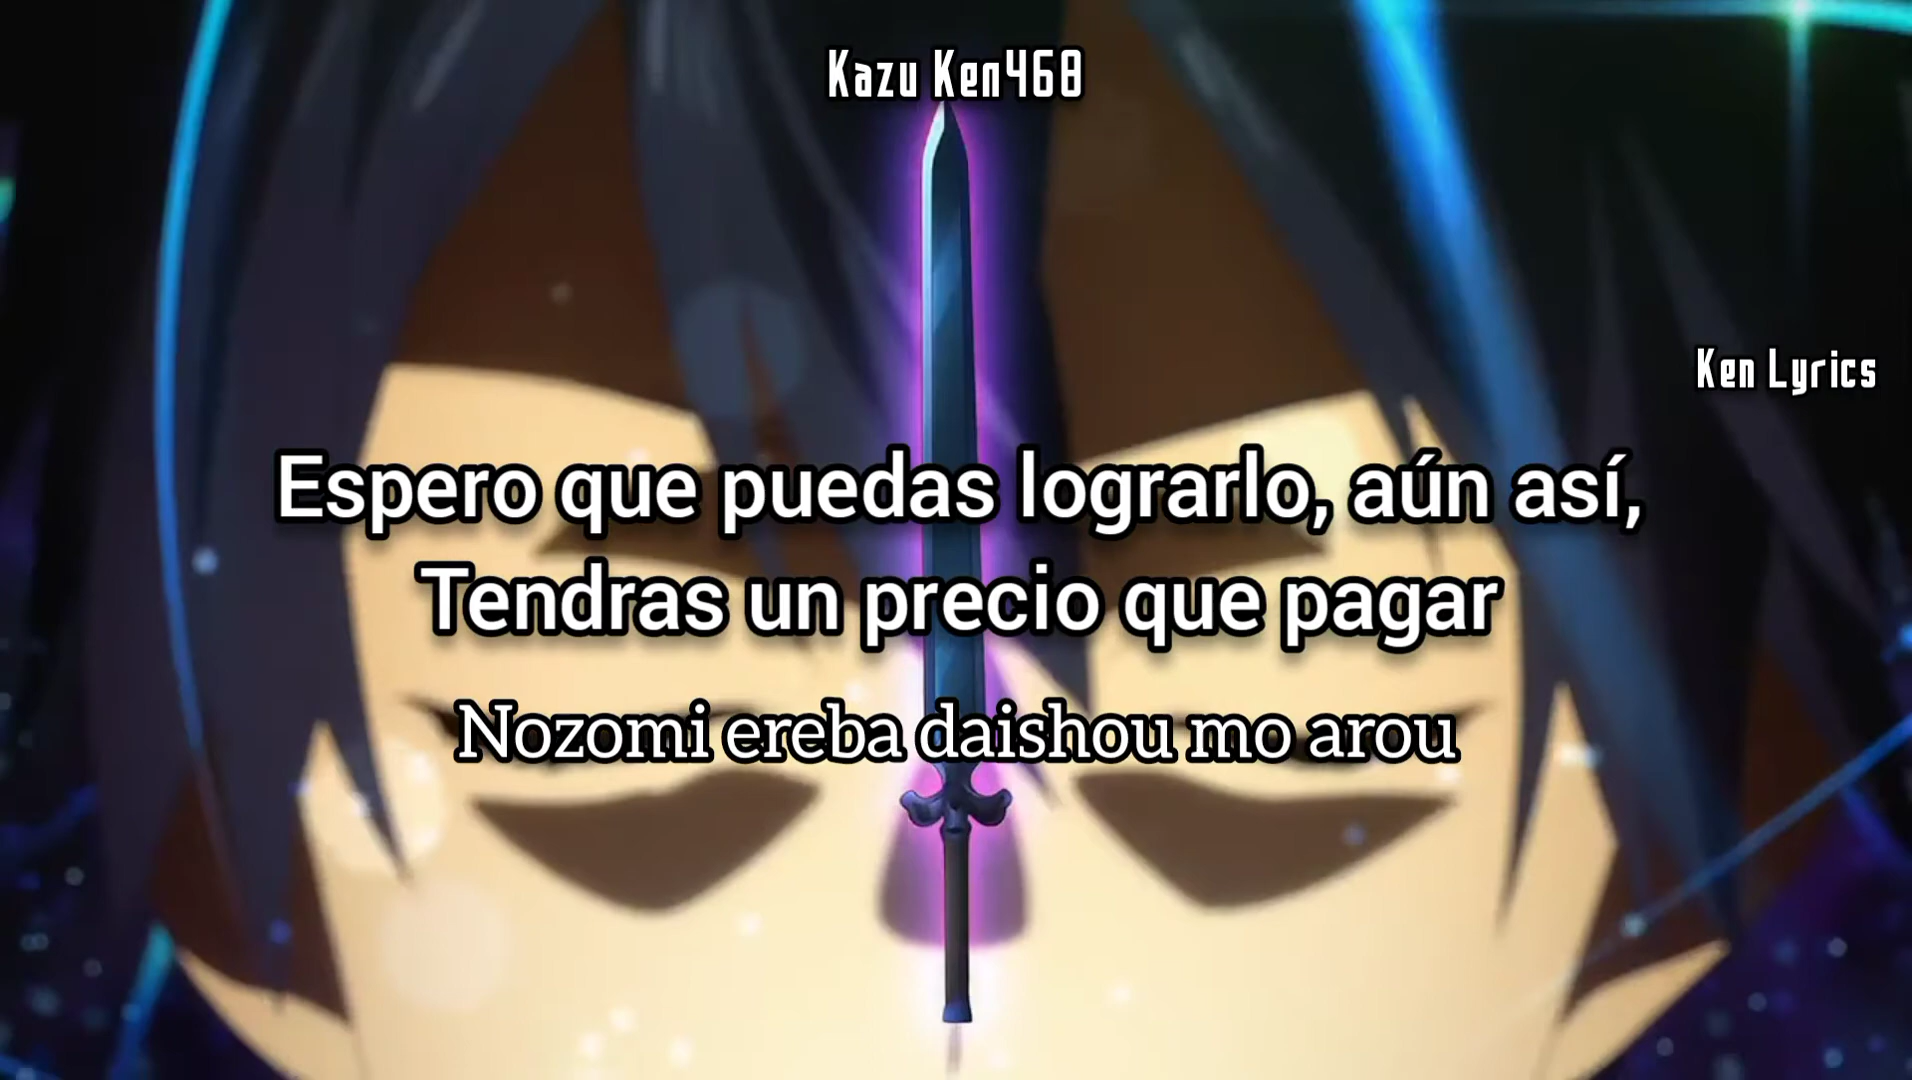 Kazu Ken468
Ken Lyrics
Espero que puedas lograrlo, aún así,
Tendras un precio que pagar
Nozomi ereba daishou mo arou